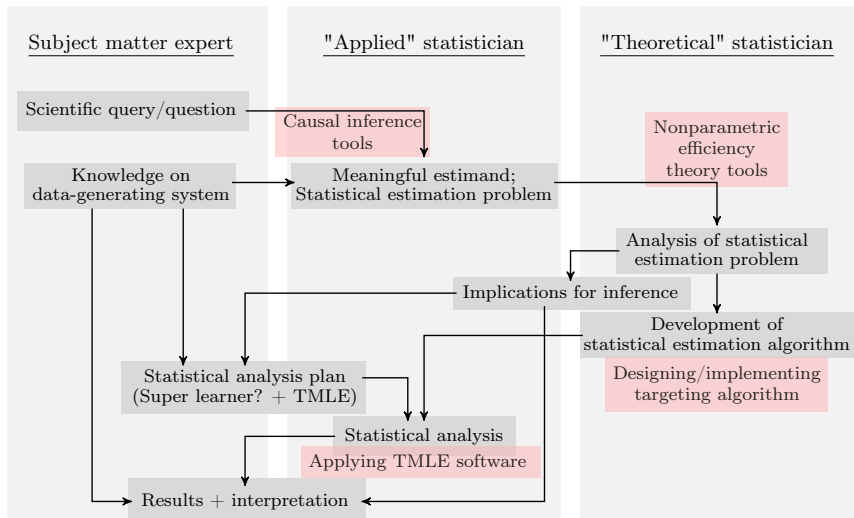 Subject matter expert
"Applied" statistician
"Theoretical" statistician
Scientific query/question
Causal inference
tools
Nonparametric
efficiency
theory tools
Knowledge on
data-generating system
Meaningful estimand;
Statistical estimation problem
Analysis of statistical
estimation problem
Implications for inference
Development of
statistical estimation algorithm
Designing/implementing
targeting algorithm
Statistical analysis plan
(Super learner? + TMLE)
Statistical analysis
Applying TMLE software
Results + interpretation